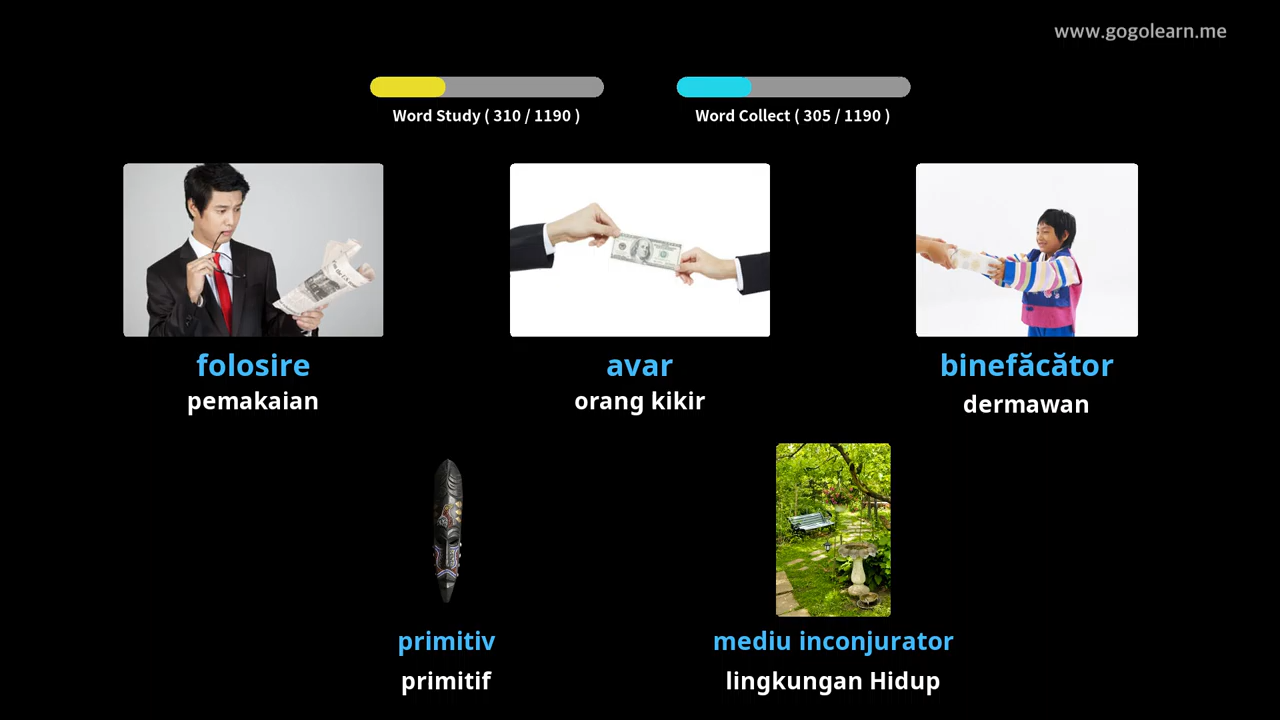 www.gogolearn.me
Word Study ( 310 / 1190 )
Word Collect ( 305 / 1190 )
folosire
pemakaian
avar
orang kikir
binefăcător
dermawan
primitiv
primitif
mediu inconjurator
lingkungan Hidup